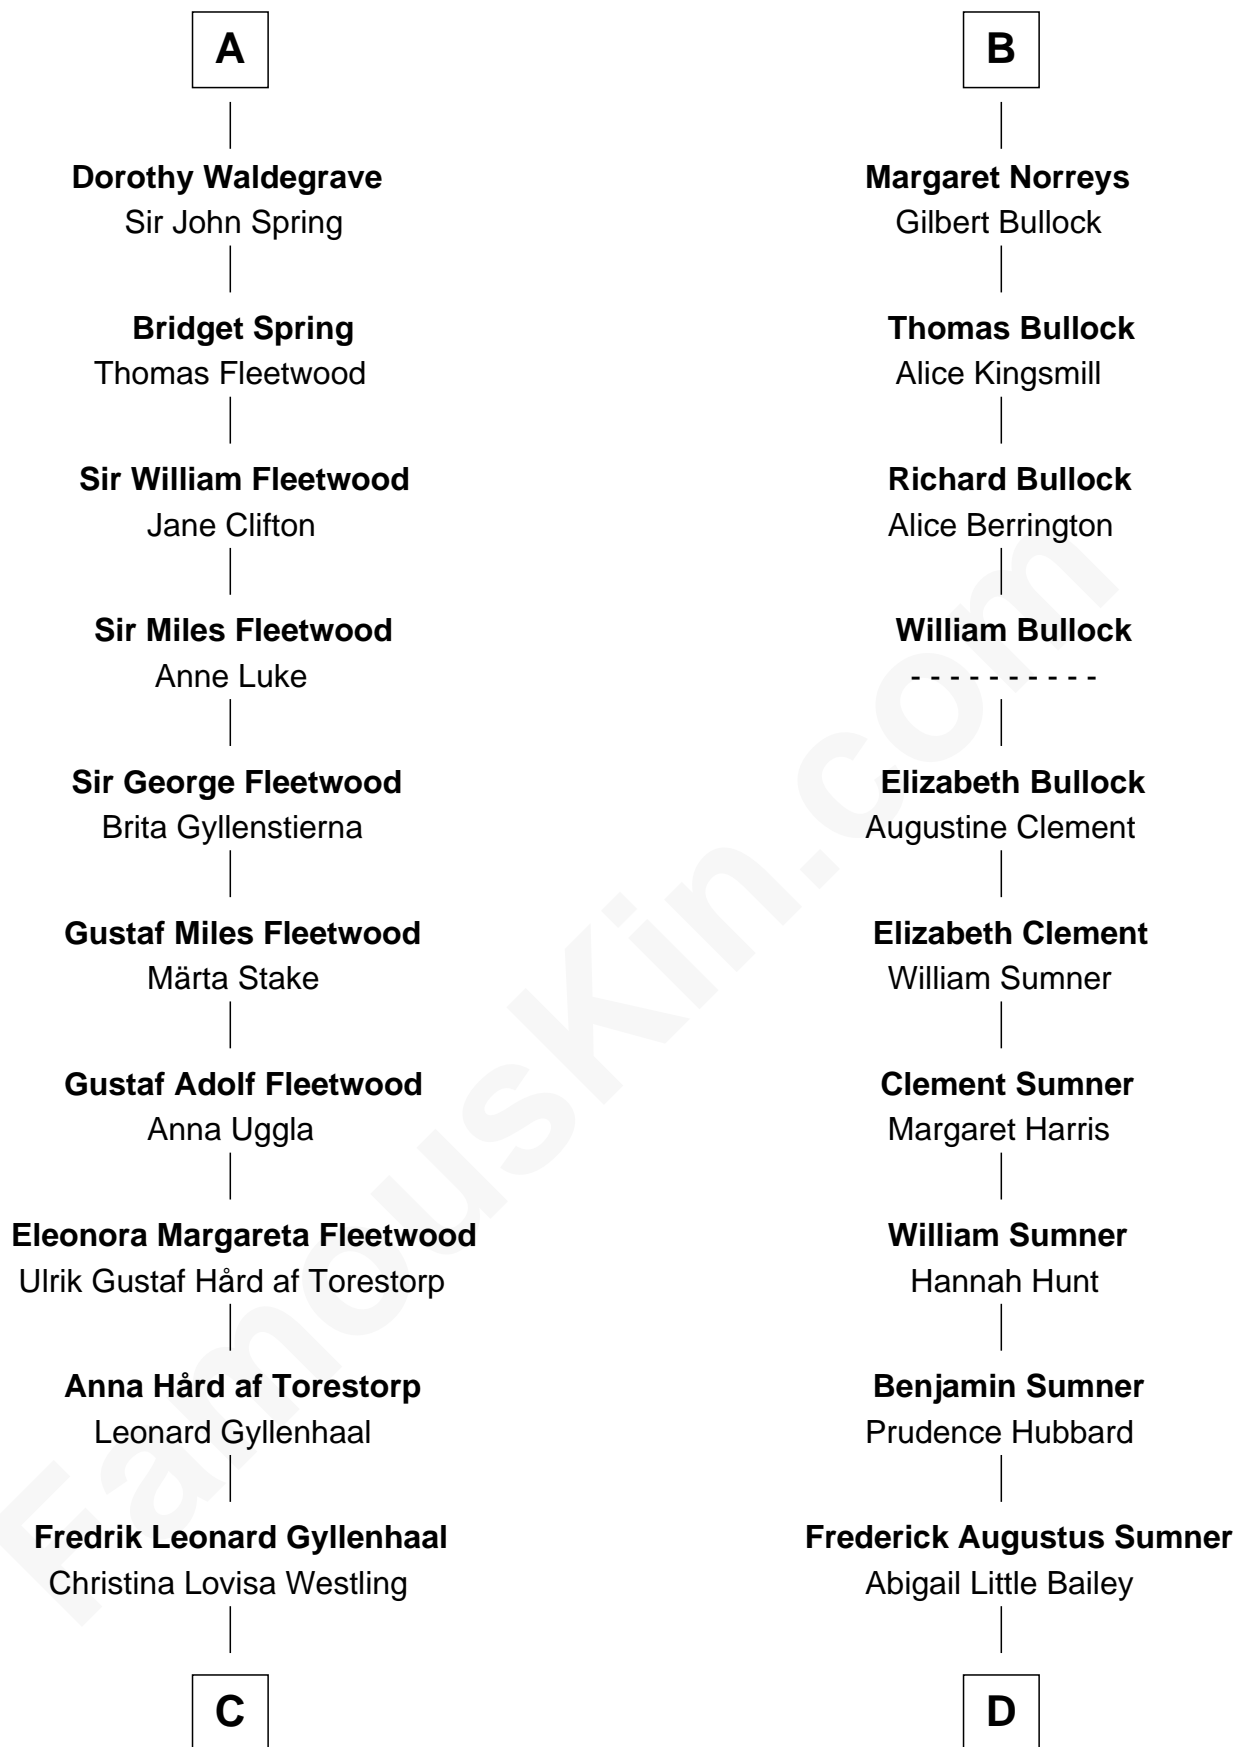 A
Dorothy Waldegrave
Sir John Spring
Bridget Spring
Thomas Fleetwood
Sir William Fleetwood
Jane Clifton
Sir Miles Fleetwood
Anne Luke
Sir George Fleetwood
Brita Gyllenstierna
Gustaf Miles Fleetwood
Märta Stake
Gustaf Adolf Fleetwood
Anna Uggla
Eleonora Margareta Fleetwood
Ulrik Gustaf Hård af Torestorp
Anna Hård af Torestorp
Leonard Gyllenhaal
Fredrik Leonard Gyllenhaal
Christina Lovisa Westling
C
B
Margaret Norreys
Gilbert Bullock
Thomas Bullock
Alice Kingsmill
Richard Bullock
Alice Berrington
William Bullock
- - - - - - - - - -
Elizabeth Bullock
Augustine Clement
Elizabeth Clement
William Sumner
Clement Sumner
Margaret Harris
William Sumner
Hannah Hunt
Benjamin Sumner
Prudence Hubbard
Frederick Augustus Sumner
Abigail Little Bailey
D
FamousKin.com